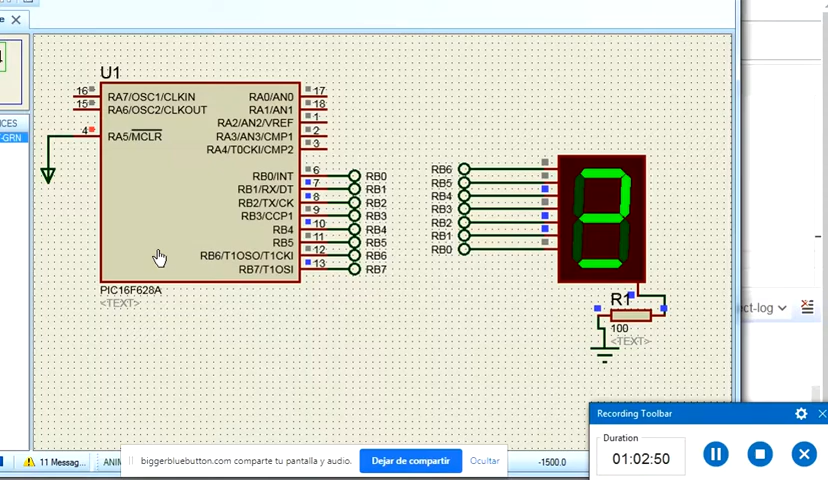 U1
16 RA7/OSC1/CLKIN RA0/AN0 17
15 RA6/OSC2/CLKOUT RA1/AN1 18
RA2/AN2/VREF 1
4 RA5/MCLR RA3/AN3/CMP1 2
RA4/T0CKI/CMP2 3
RB0/INT 6 RB0
RB1/RX/DT 7 RB1
RB2/TX/CK 8 RB2
RB3/CCP1 9 RB3
RB4 10 RB4
RB5 11 RB5
RB6/T1OSO/T1CKI 12 RB6
RB7/T1OSI 13 RB7
PIC16F628A
<TEXT>
RB6
RB5
RB4
RB3
RB2
RB1
RB0
R1
100
<TEXT>
-GRN
ect-log
Recording Toolbar
Duration
01:02:50
11 Messag...
ANIM
biggerbluebutton.com comparte tu pantalla y audio.
Dejar de compartir
Ocultar
-1500.0